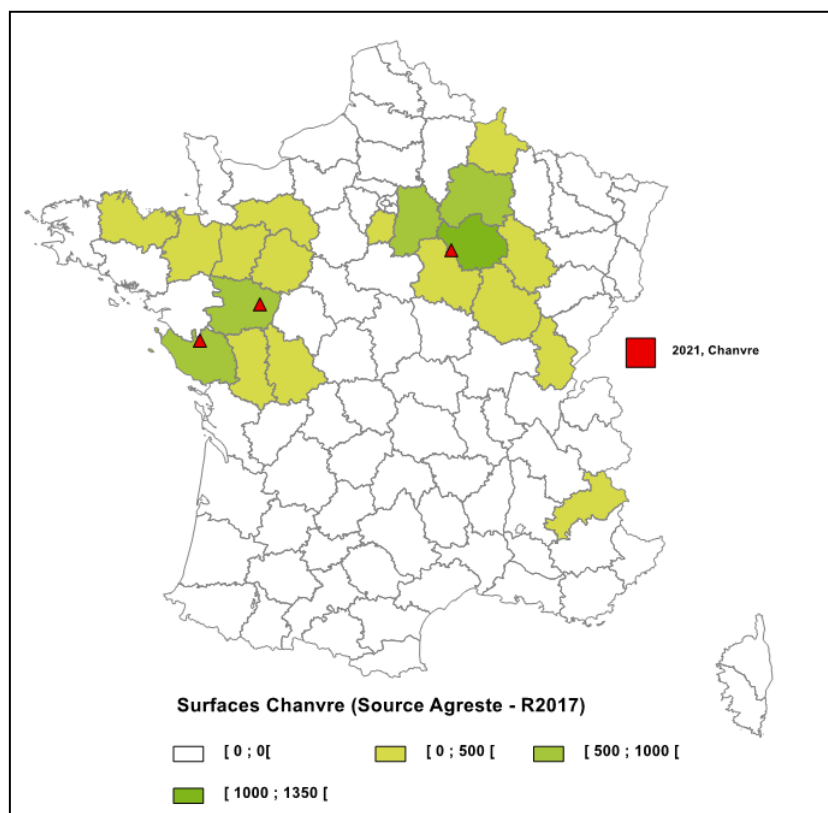 2021, Chanvre
Surfaces Chanvre (Source Agreste - R2017)
[ 0 ; 0[
[ 0 ; 500 [
[ 500 ; 1000 [
[ 1000 ; 1350 [